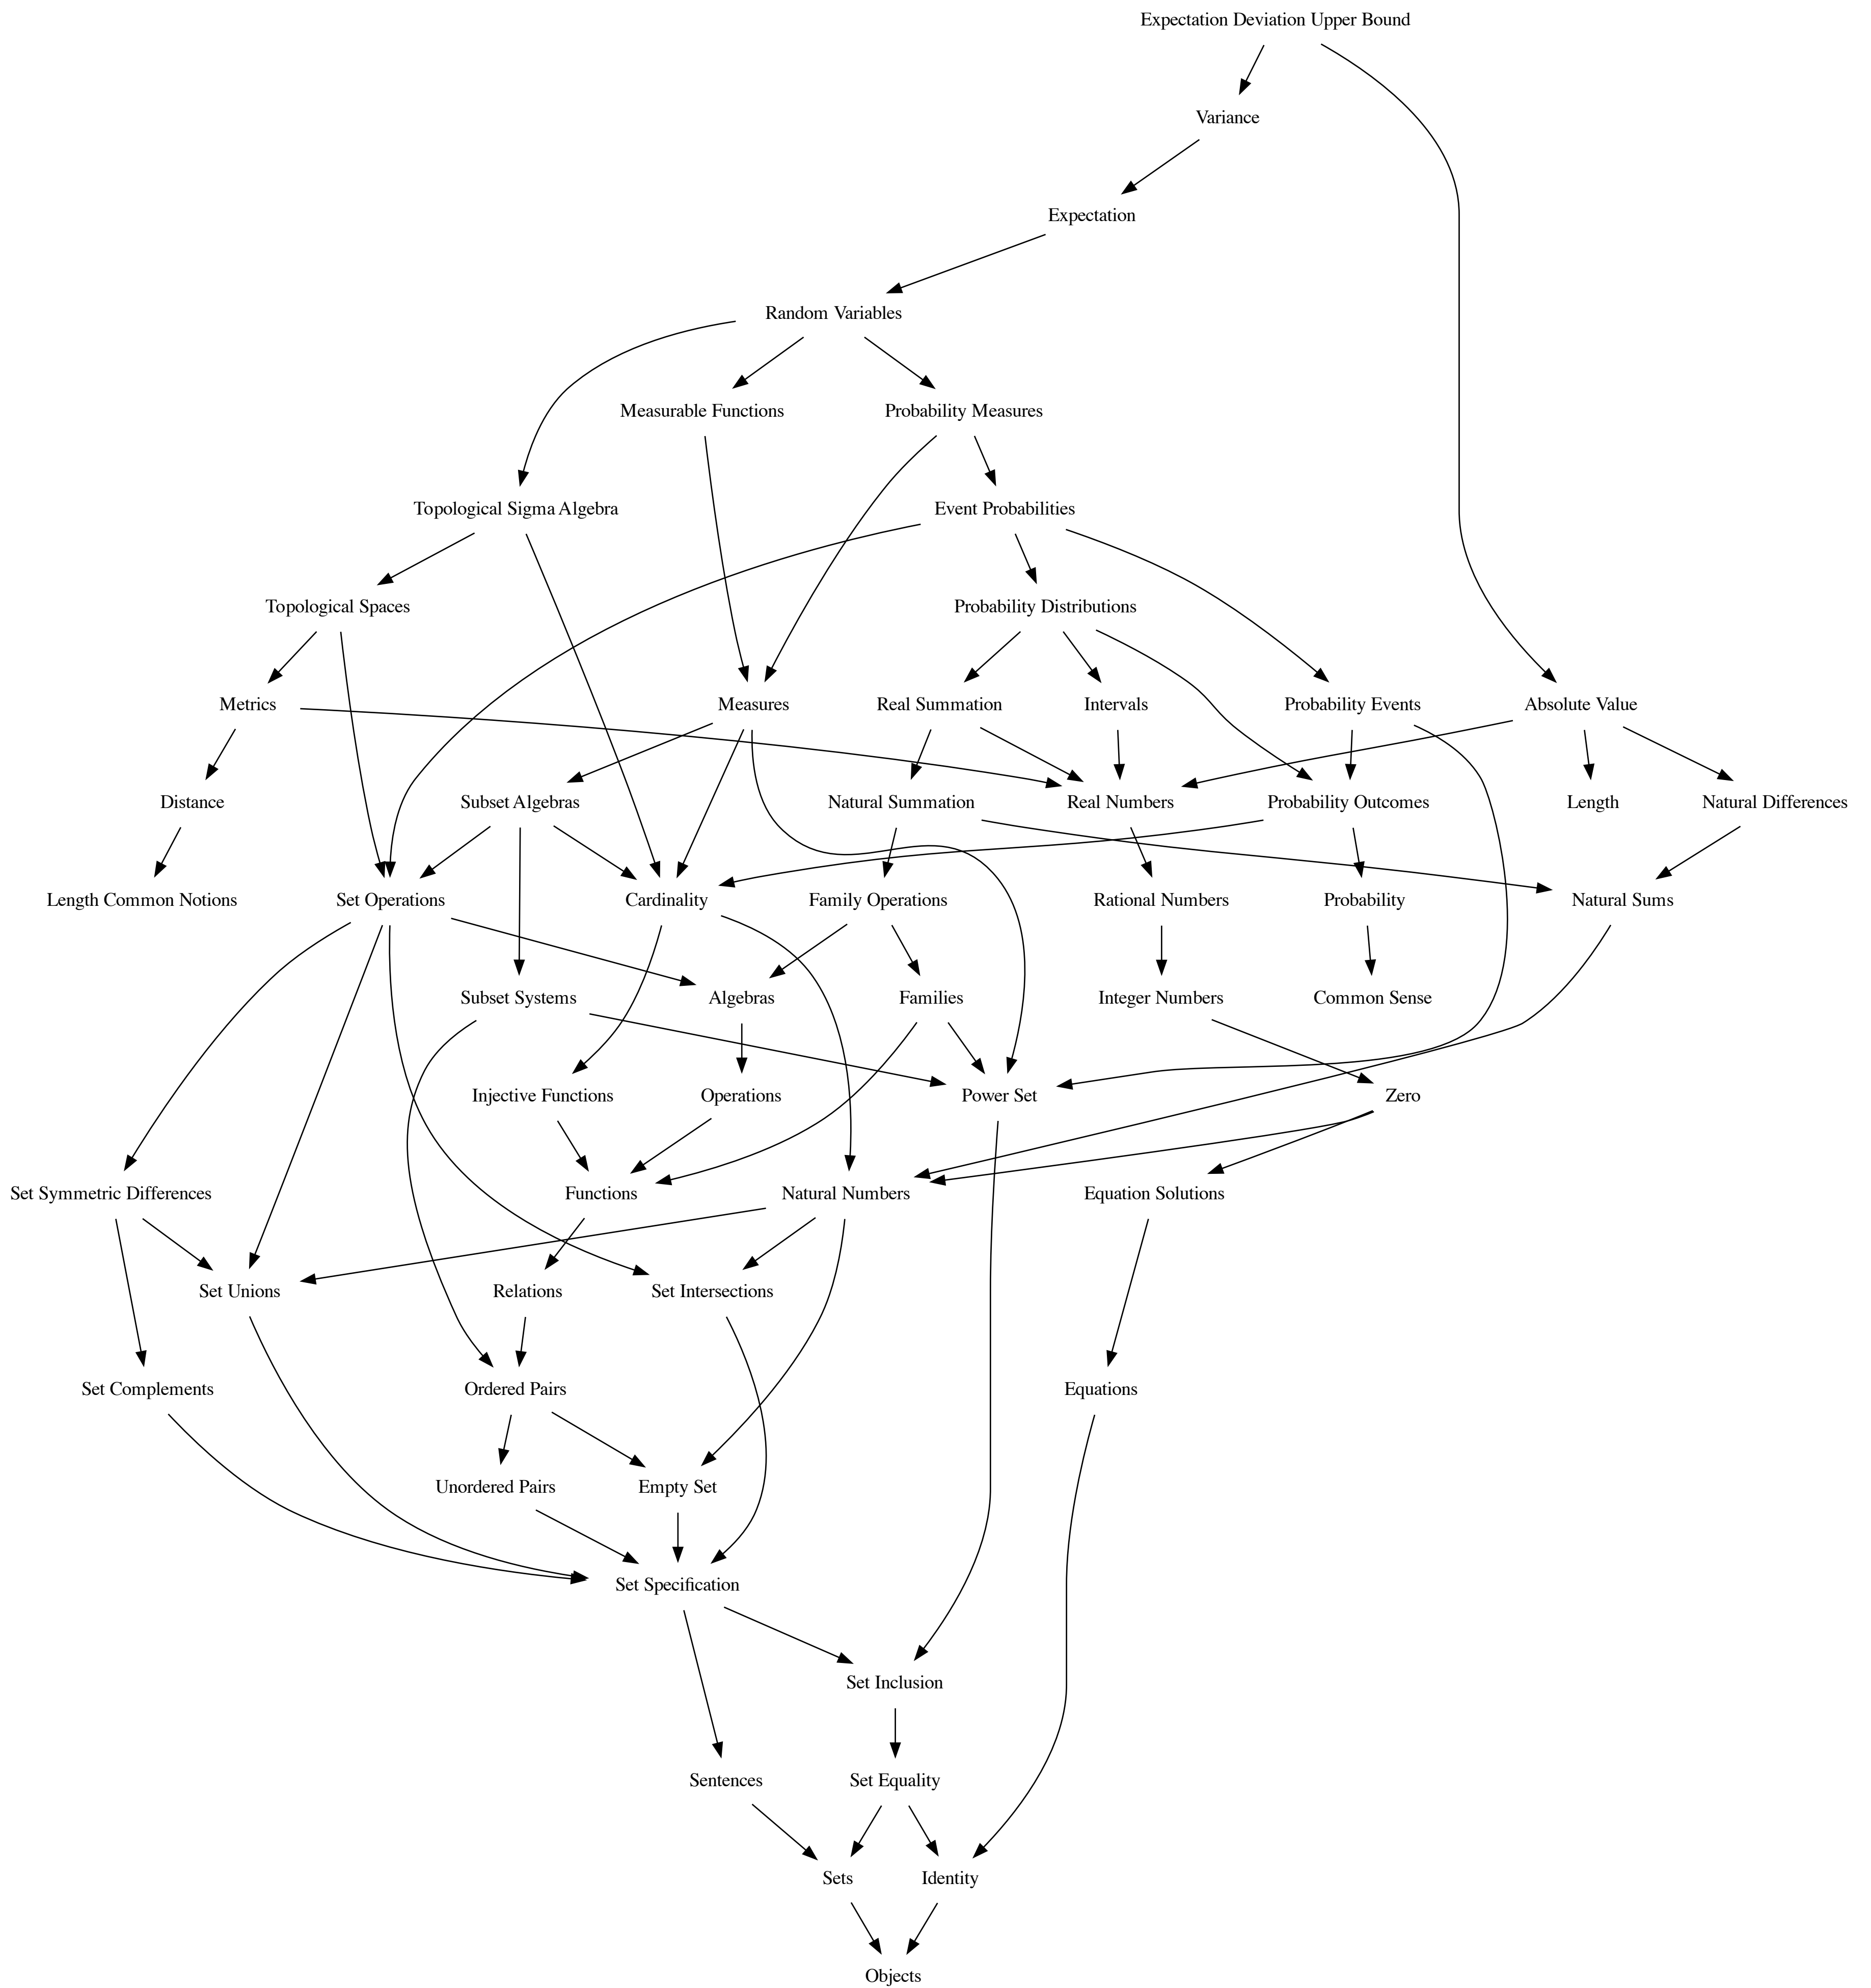 Expectation Deviation Upper Bound
Variance
Expectation
Random Variables
Measurable Functions
Probability Measures
Topological Sigma Algebra
Event Probabilities
Topological Spaces
Probability Distributions
Metrics
Measures
Real Summation
Intervals
Probability Events
Absolute Value
Distance
Subset Algebras
Natural Summation
Real Numbers
Probability Outcomes
Length
Natural Differences
Length Common Notions
Set Operations
Cardinality
Family Operations
Rational Numbers
Probability
Natural Sums
Subset Systems
Algebras
Families
Integer Numbers
Common Sense
Injective Functions
Operations
Power Set
Zero
Set Symmetric Differences
Functions
Natural Numbers
Equation Solutions
Set Unions
Relations
Set Intersections
Set Complements
Ordered Pairs
Equations
Unordered Pairs
Empty Set
Set Specification
Set Inclusion
Sentences
Set Equality
Sets
Identity
Objects